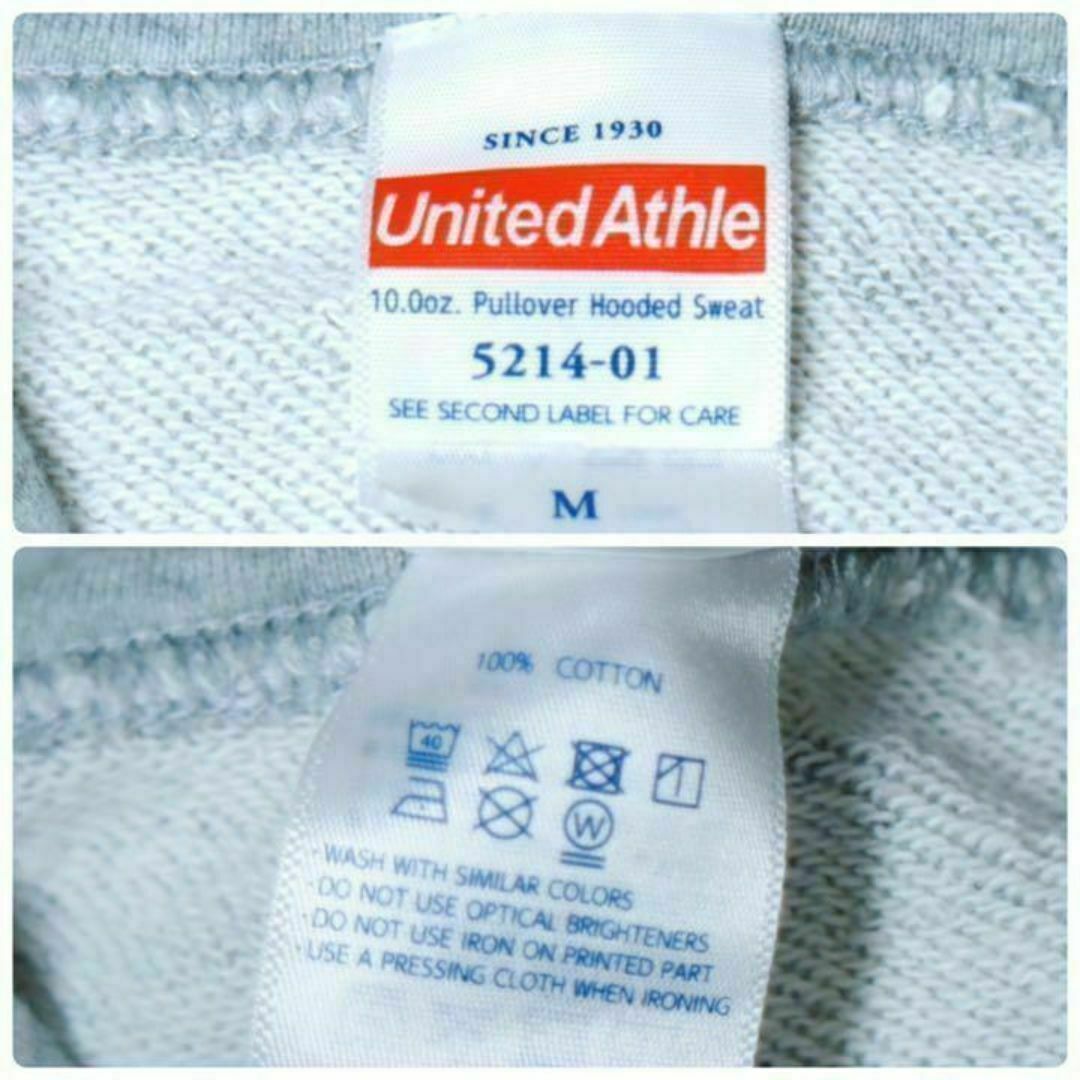 SINCE 1930
United Athle
10.0oz. Pullover Hooded Sweat
5214-01
SEE SECOND LABEL FOR CARE
M
100% COTTON
40
W
·WASH WITH SIMILAR COLORS
·DO NOT USE OPTICAL BRIGHTENERS
·DO NOT USE IRON ON PRINTED PART
·USE A PRESSING CLOTH WHEN IRONING